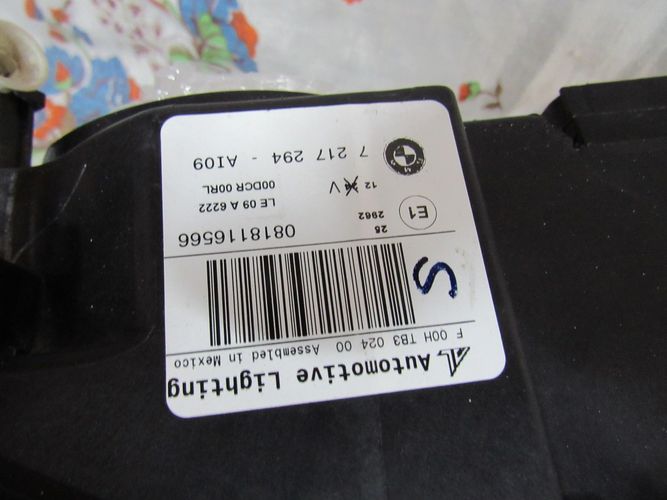 Automotive Lighting
F 00H TB3 024 00 Assembled in Mexico
S
0818116566
E1
25
2962
LE 09 A 6222
00DCR 00RL
12 V
7 217 294 - AI09